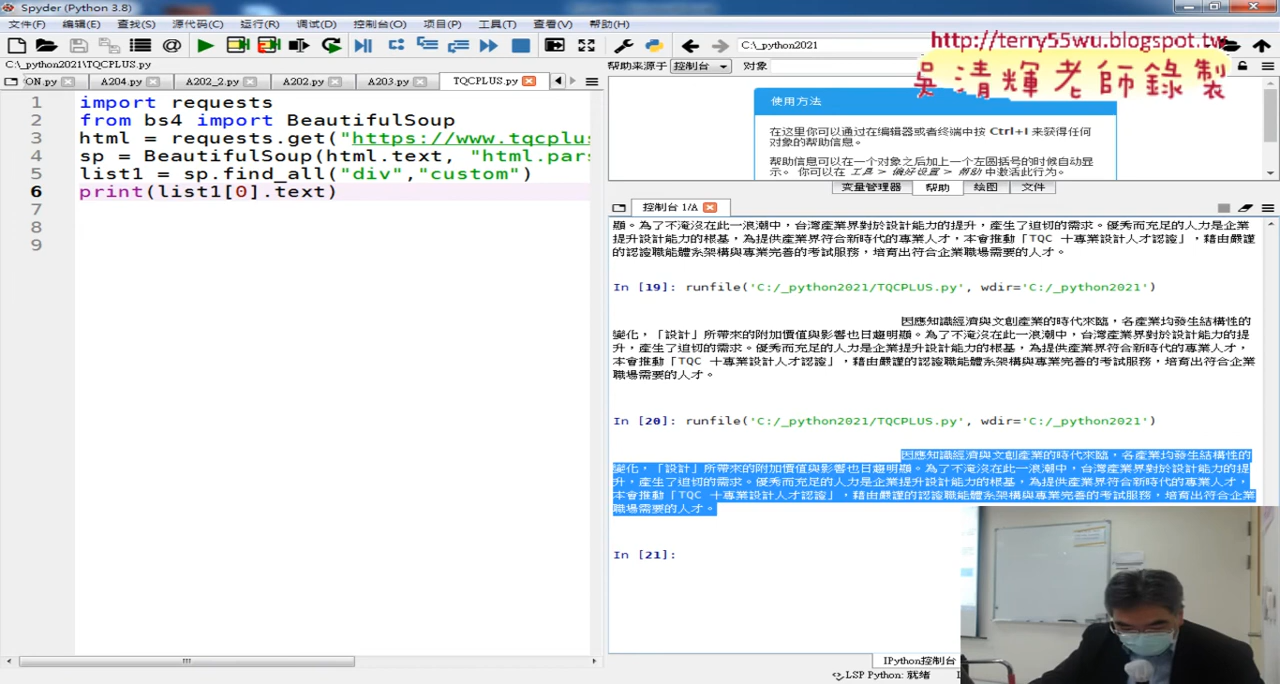 Spyder (Python 3.8)
文件(F) 编辑(E) 查找(S) 源代码(C) 运行(R) 调试(D) 控制台(O) 项目(P) 工具(T) 查看(V) 帮助(H)
C:\_python2021
http://terry55wu.blogspot.tw
吳清輝老師錄製
C:\_python2021\TQCPLUS.py
帮助来源于 控制台 对象
ON.py A204.py A202_2.py A202.py A203.py TQCPLUS.py
1 import requests
2 from bs4 import BeautifulSoup
3 html = requests.get("https://www.tqcplus
4 sp = BeautifulSoup(html.text, "html.pars
5 list1 = sp.find_all("div","custom")
6 print(list1[0].text)
7
8
9
使用方法
在这里你可以通过在编辑器或者终端中按 Ctrl+I 来获得任何
对象的帮助信息。
帮助信息可以在一个对象之后加上一个左圆括号的时候自动显
示。 你可以在 工具 > 偏好设置 > 帮助 中激活此行为。
变量管理器 帮助 绘图 文件
控制台 1/A
顯。為了不淹沒在此一浪潮中，台灣產業界對於設計能力的提升，產生了迫切的需求。優秀而充足的人力是企業
提升設計能力的根基，為提供產業界符合新時代的專業人才，本會推動「TQC 十專業設計人才認證」，藉由嚴謹
的認證職能體系架構與專業完善的考試服務，培育出符合企業職場需要的人才。
In [19]: runfile('C:/_python2021/TQCPLUS.py', wdir='C:/_python2021')
因應知識經濟與文創產業的時代來臨，各產業均發生結構性的
變化，「設計」所帶來的附加價值與影響也日趨明顯。為了不淹沒在此一浪潮中，台灣產業界對於設計能力的提
升，產生了迫切的需求。優秀而充足的人力是企業提升設計能力的根基，為提供產業界符合新時代的專業人才，
本會推動「TQC 十專業設計人才認證」，藉由嚴謹的認證職能體系架構與專業完善的考試服務，培育出符合企業
職場需要的人才。
In [20]: runfile('C:/_python2021/TQCPLUS.py', wdir='C:/_python2021')
因應知識經濟與文創產業的時代來臨，各產業均發生結構性的
變化，「設計」所帶來的附加價值與影響也日趨明顯。為了不淹沒在此一浪潮中，台灣產業界對於設計能力的提
升，產生了迫切的需求。優秀而充足的人力是企業提升設計能力的根基，為提供產業界符合新時代的專業人才，
本會推動「TQC 十專業設計人才認證」，藉由嚴謹的認證職能體系架構與專業完善的考試服務，培育出符合企業
職場需要的人才。
In [21]:
IPython控制台
LSP Python: 就绪